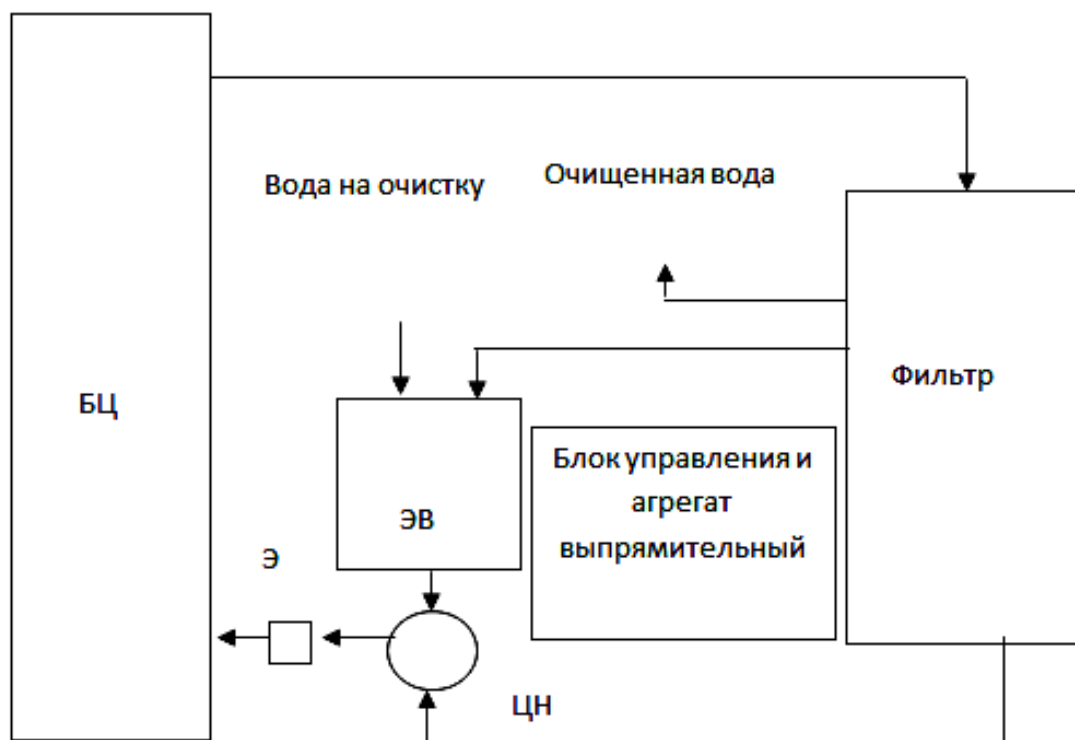 Вода на очистку
Очищенная вода
БЦ
Фильтр
ЭВ
Блок управления и
агрегат
выпрямительный
Э
ЦН